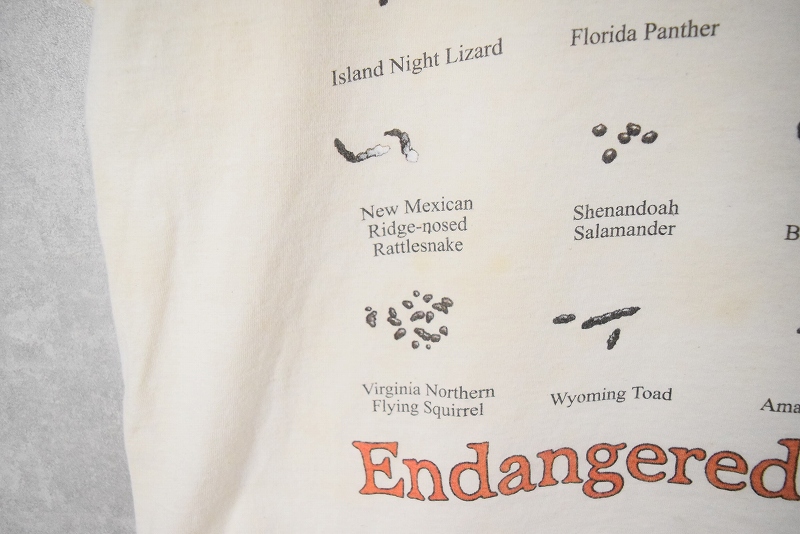 Island Night Lizard
Florida Panther
New Mexican
Ridge-nosed
Rattlesnake
Shenandoah
Salamander
B
Virginia Northern
Flying Squirrel
Wyoming Toad
Ama
Endangered